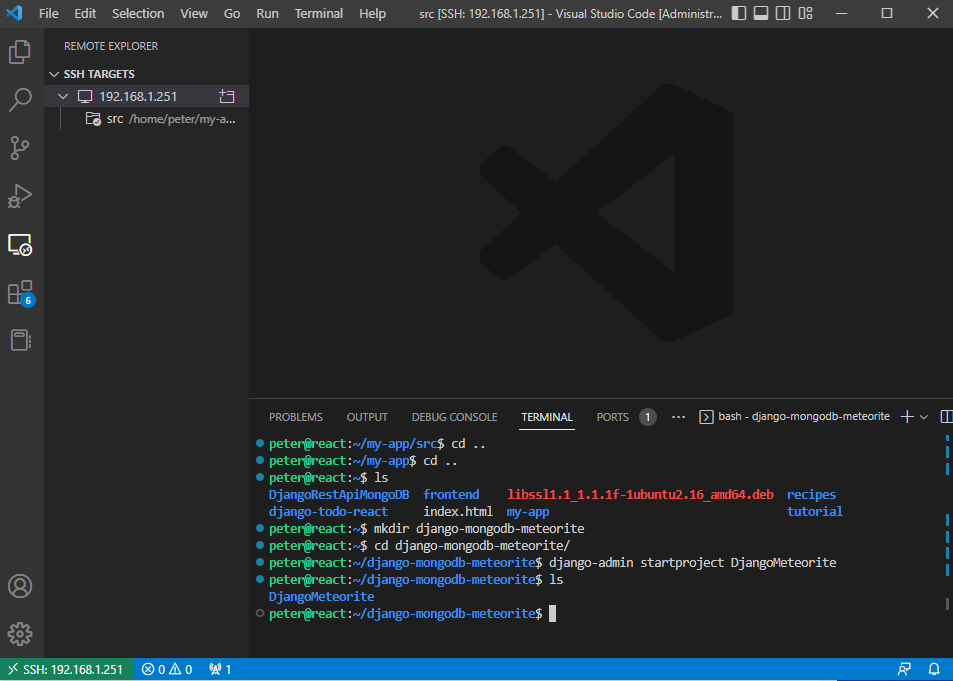 File Edit Selection View Go Run Terminal Help src [SSH: 192.168.1.251] - Visual Studio Code [Administr...
REMOTE EXPLORER
SSH TARGETS
192.168.1.251
src /home/peter/my-a...
6
PROBLEMS OUTPUT DEBUG CONSOLE TERMINAL PORTS 1 ... bash - django-mongodb-meteorite
peter@react:~/my-app/src$ cd ..
peter@react:~/my-app$ cd ..
peter@react:~$ ls
DjangoRestApiMongoDB frontend libssl1.1_1.1.1f-1ubuntu2.16_amd64.deb recipes
django-todo-react index.html my-app tutorial
peter@react:~$ mkdir django-mongodb-meteorite
peter@react:~$ cd django-mongodb-meteorite/
peter@react:~/django-mongodb-meteorite$ django-admin startproject DjangoMeteorite
peter@react:~/django-mongodb-meteorite$ ls
DjangoMeteorite
peter@react:~/django-mongodb-meteorite$
SSH: 192.168.1.251 0 0 1